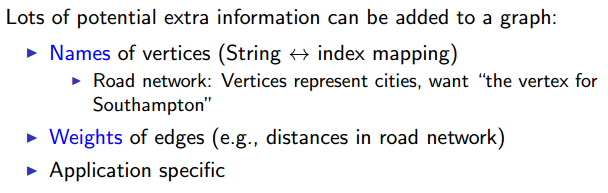 Lots of potential extra information can be added to a graph:
▶ Names of vertices (String ↔ index mapping)
▶ Road network: Vertices represent cities, want “the vertex for
Southampton”
▶ Weights of edges (e.g., distances in road network)
▶ Application specific